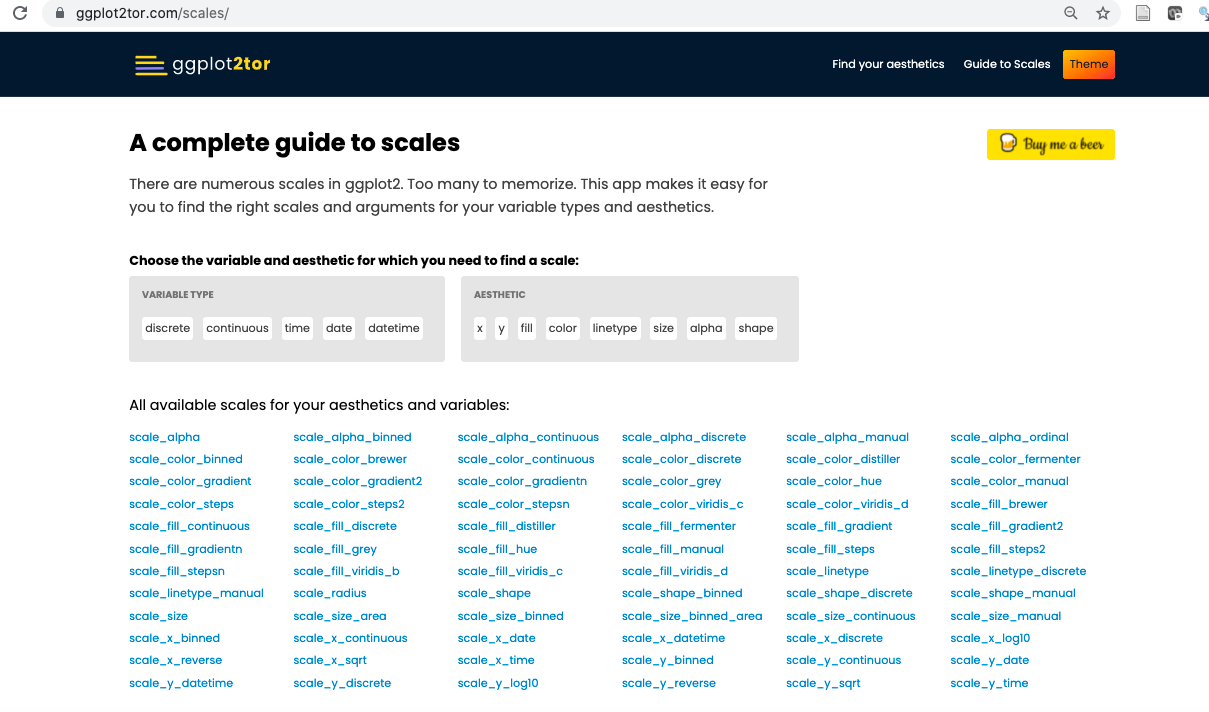 ggplot2tor.com/scales/
ggplot2tor
Find your aesthetics Guide to Scales Theme
A complete guide to scales
Buy me a beer
There are numerous scales in ggplot2. Too many to memorize. This app makes it easy for
you to find the right scales and arguments for your variable types and aesthetics.
Choose the variable and aesthetic for which you need to find a scale:
VARIABLE TYPE
discrete continuous time date datetime
AESTHETIC
x y fill color linetype size alpha shape
All available scales for your aesthetics and variables:
scale_alpha scale_alpha_binned scale_alpha_continuous scale_alpha_discrete scale_alpha_manual scale_alpha_ordinal
scale_color_binned scale_color_brewer scale_color_continuous scale_color_discrete scale_color_distiller scale_color_fermenter
scale_color_gradient scale_color_gradient2 scale_color_gradientn scale_color_grey scale_color_hue scale_color_manual
scale_color_steps scale_color_steps2 scale_color_stepsn scale_color_viridis_c scale_color_viridis_d scale_fill_brewer
scale_fill_continuous scale_fill_discrete scale_fill_distiller scale_fill_fermenter scale_fill_gradient scale_fill_gradient2
scale_fill_gradientn scale_fill_grey scale_fill_hue scale_fill_manual scale_fill_steps scale_fill_steps2
scale_fill_stepsn scale_fill_viridis_b scale_fill_viridis_c scale_fill_viridis_d scale_linetype scale_linetype_discrete
scale_linetype_manual scale_radius scale_shape scale_shape_binned scale_shape_discrete scale_shape_manual
scale_size scale_size_area scale_size_binned scale_size_binned_area scale_size_continuous scale_size_manual
scale_x_binned scale_x_continuous scale_x_date scale_x_datetime scale_x_discrete scale_x_log10
scale_x_reverse scale_x_sqrt scale_x_time scale_y_binned scale_y_continuous scale_y_date
scale_y_datetime scale_y_discrete scale_y_log10 scale_y_reverse scale_y_sqrt scale_y_time